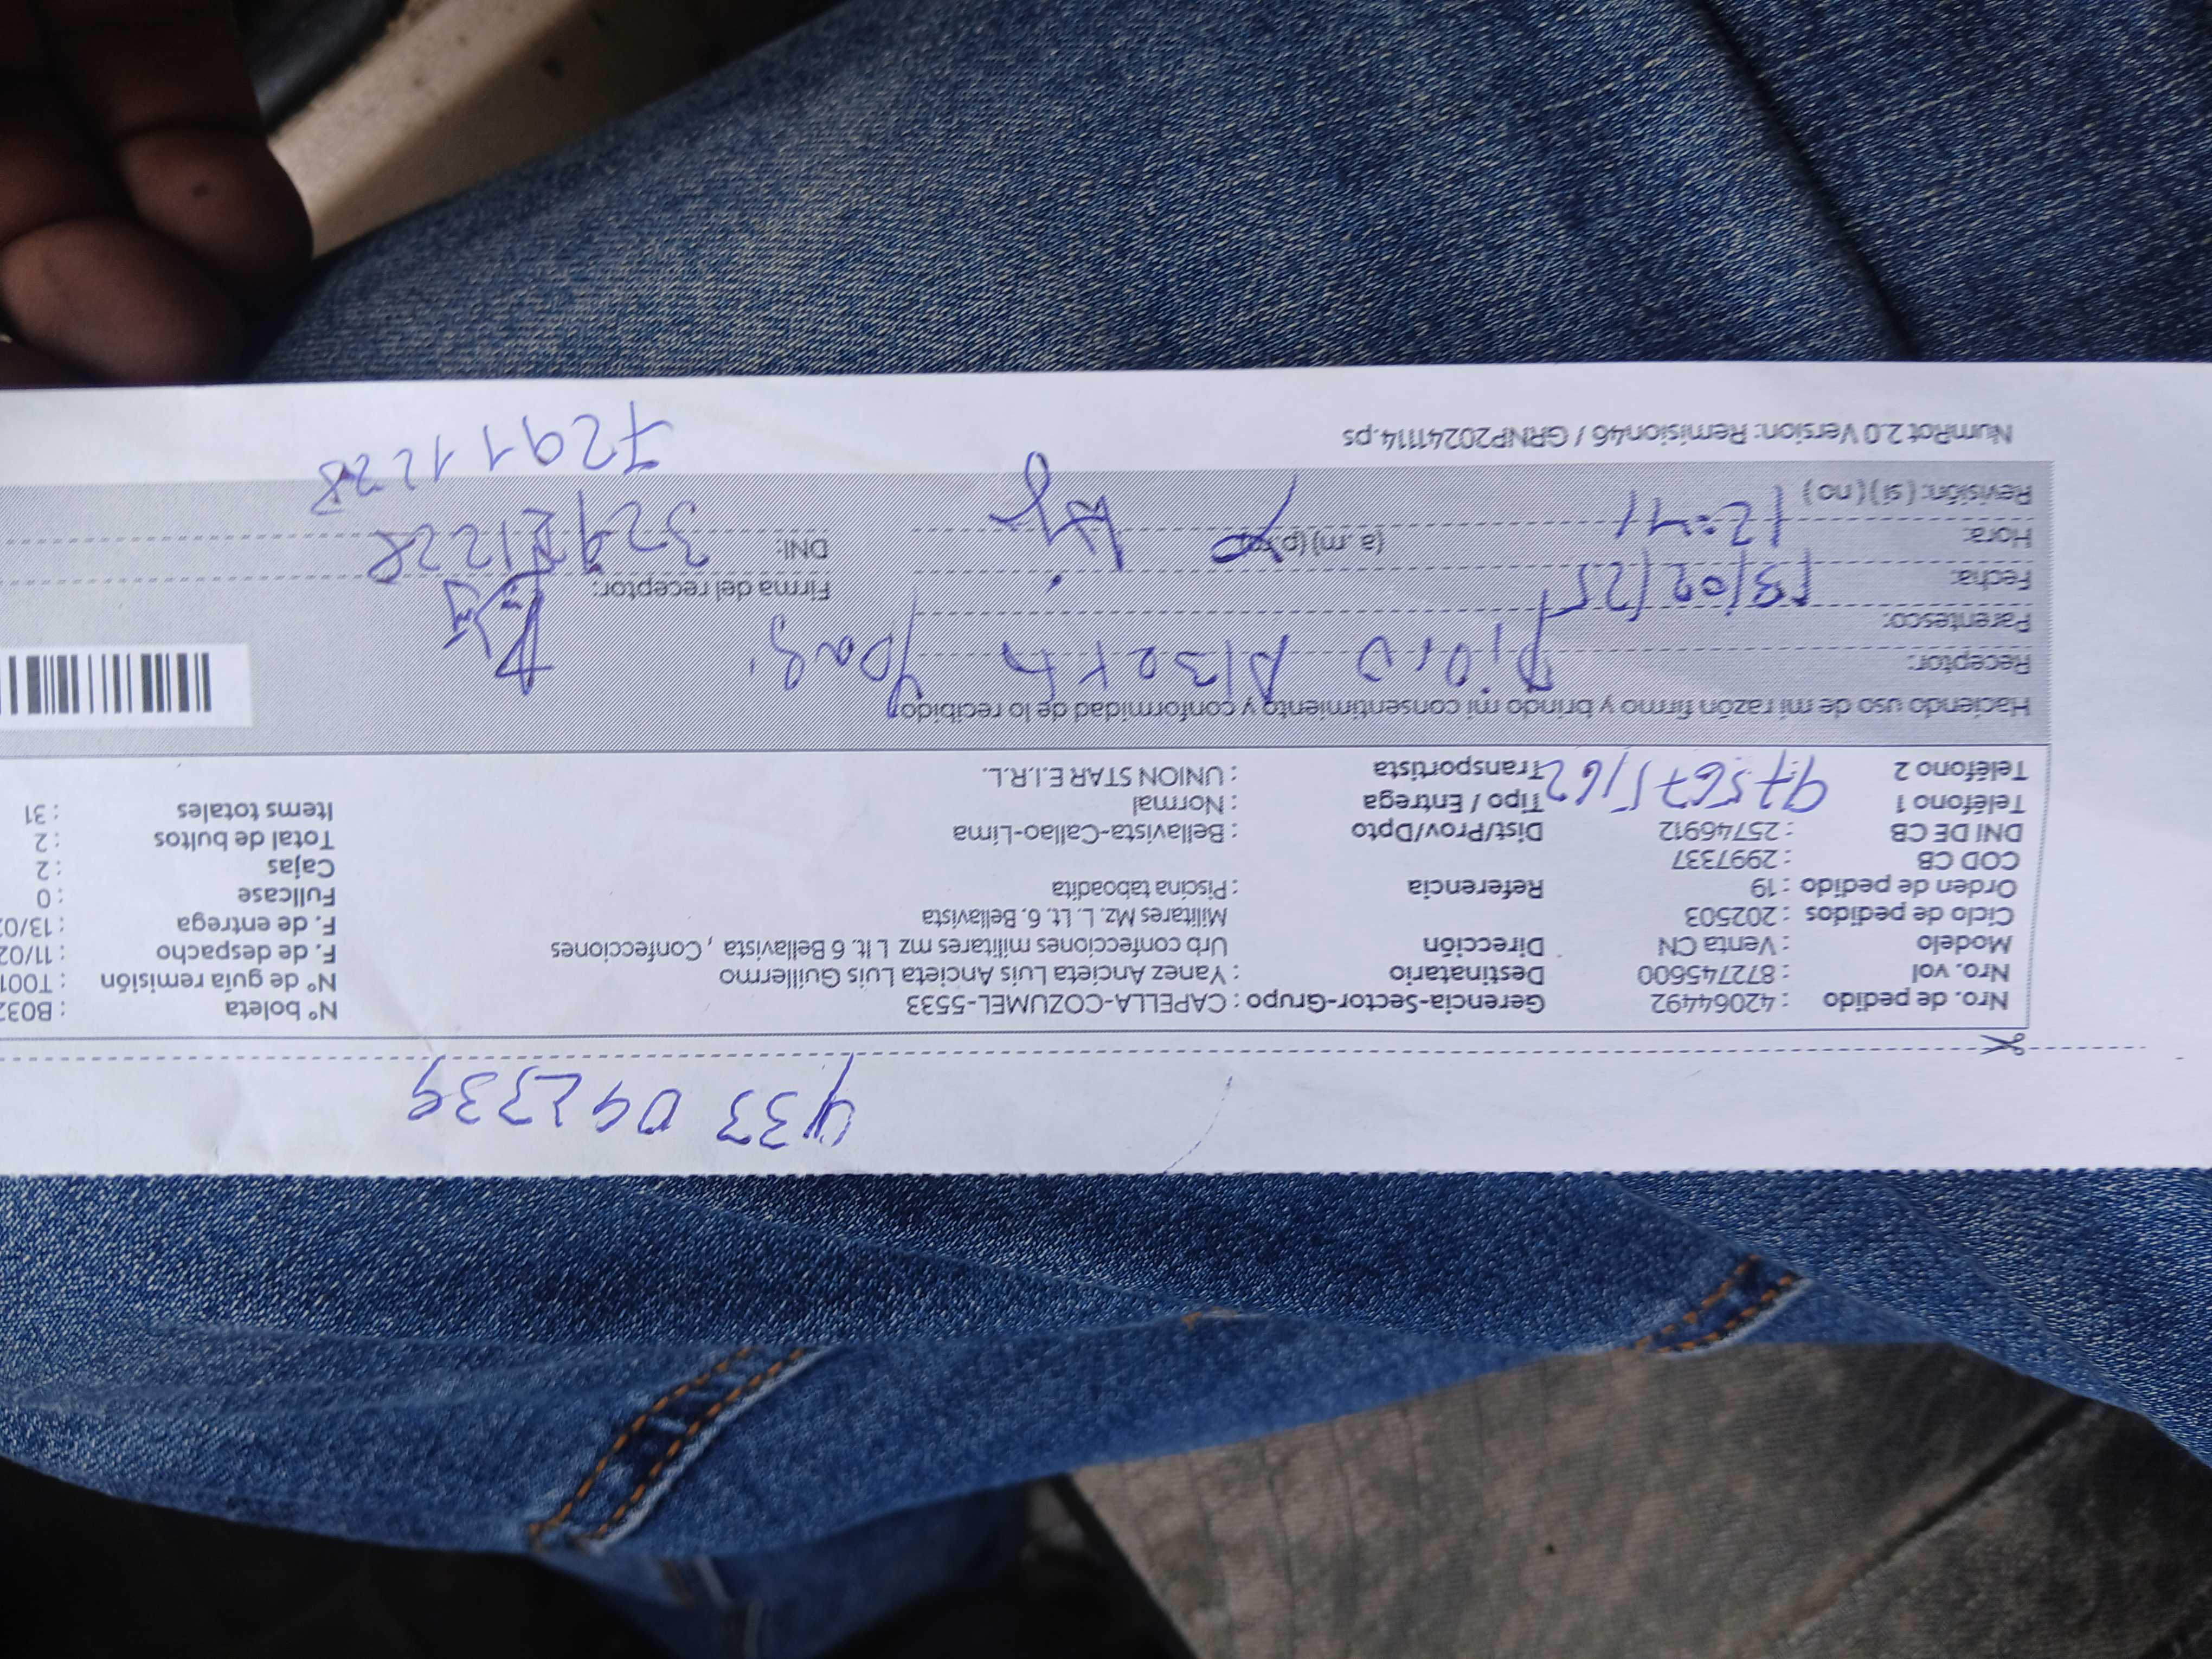 933 092339
Nro. de pedido : 42064492 Gerencia-Sector-Grupo : CAPELLA-COZUMEL-5533 N° boleta : B032
Nro. vol : 872745600 Destinatario : Yanez Ancieta Luis Ancieta Luis Guillermo N° de guía remisión : T001
Modelo : Venta CN Dirección Urb confecciones militares mz L lt. 6 Bellavista , Confecciones F. de despacho : 11/02
Ciclo de pedidos : 202503 Militares Mz. L. Lt. 6. Bellavista F. de entrega : 13/02
Orden de pedido : 19 Referencia : Piscina taboadita Fullcase : 0
COD CB : 2997337 Cajas : 2
DNI DE CB : 25746912 Dist/Prov/Dpto : Bellavista-Callao-Lima Total de bultos : 2
Teléfono 1 Tipo / Entrega : Normal Items totales : 31
Teléfono 2 975675162 Transportista : UNION STAR E.I.R.L.
Haciendo uso de mi razón firmo y brindo mi consentimiento y conformidad de lo recibido
Receptor:
Parentesco:
Fecha: 13/02/25 Firma del receptor:
Hora: 12:41 (a. m) (p. m) DNI:
Revisión: ( sí ) ( no )
72911228
NumRot 2.0 Version: Remision46 / GRNP20241114.ps